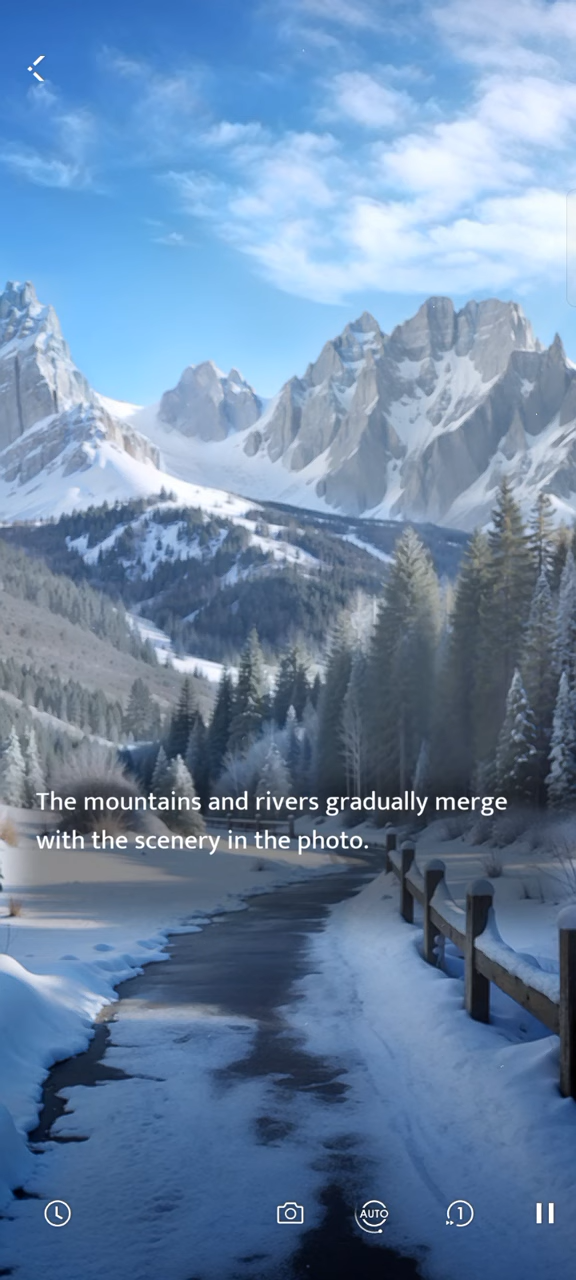 The mountains and rivers gradually merge
with the scenery in the photo.
AUTO
1